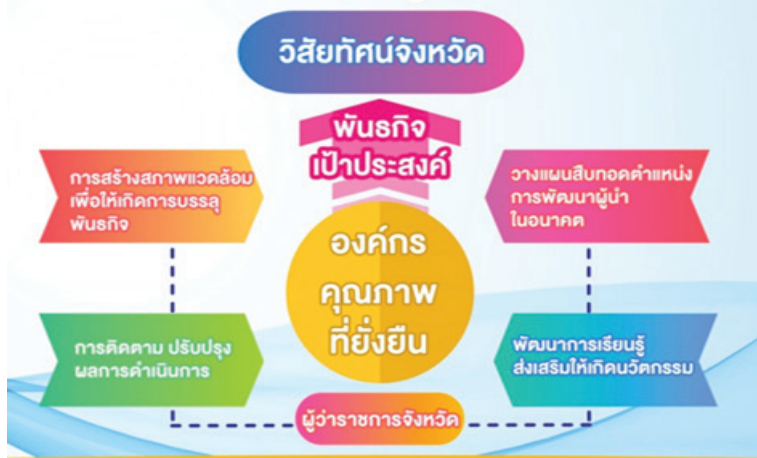 วิสัยทัศน์จังหวัด
พันธกิจ
เป้าประสงค์
การสร้างสภาพแวดล้อม
เพื่อให้เกิดการบรรลุ
พันธกิจ
วางแผนสืบทอดตำแหน่ง
การพัฒนาผู้นำ
ในอนาคต
องค์กร
คุณภาพ
ที่ยั่งยืน
การติดตาม ปรับปรุง
ผลการดำเนินการ
พัฒนาการเรียนรู้
ส่งเสริมให้เกิดนวัตกรรม
ผู้ว่าราชการจังหวัด